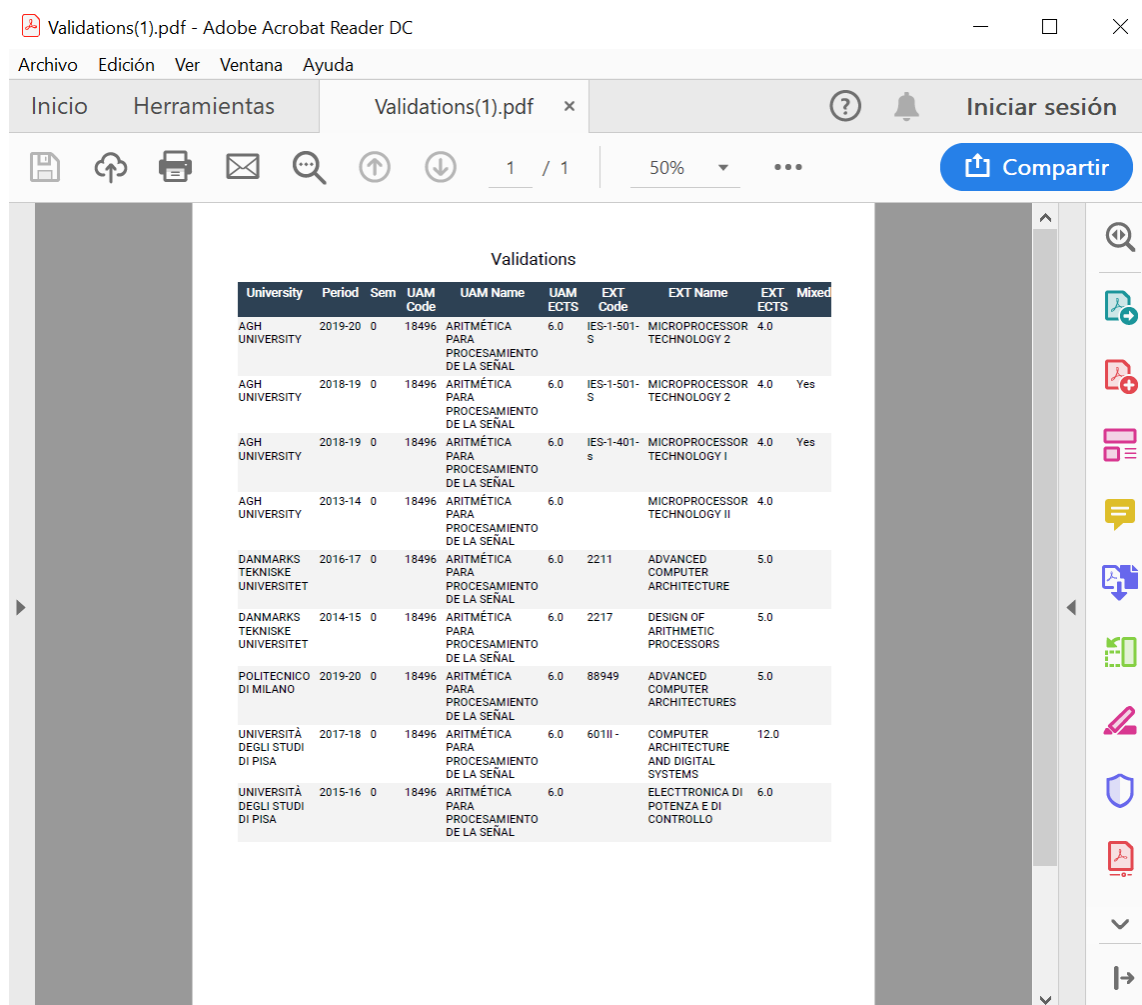 Validations(1).pdf - Adobe Acrobat Reader DC
Archivo Edición Ver Ventana Ayuda
Inicio Herramientas Validations(1).pdf × ? Iniciar sesión
1 / 1 50% Compartir
Validations
University Period Sem UAM Code UAM Name UAM ECTS EXT Code EXT Name EXT ECTS Mixed
AGH 2019-20 0 18496 ARITMÉTICA 6.0 IES-1-501- MICROPROCESSOR 4.0
UNIVERSITY PARA S TECHNOLOGY 2
PROCESAMIENTO
DE LA SEÑAL
AGH 2018-19 0 18496 ARITMÉTICA 6.0 IES-1-501- MICROPROCESSOR 4.0 Yes
UNIVERSITY PARA S TECHNOLOGY 2
PROCESAMIENTO
DE LA SEÑAL
AGH 2018-19 0 18496 ARITMÉTICA 6.0 IES-1-401- MICROPROCESSOR 4.0 Yes
UNIVERSITY PARA s TECHNOLOGY I
PROCESAMIENTO
DE LA SEÑAL
AGH 2013-14 0 18496 ARITMÉTICA 6.0 MICROPROCESSOR 4.0
UNIVERSITY PARA TECHNOLOGY II
PROCESAMIENTO
DE LA SEÑAL
DANMARKS 2016-17 0 18496 ARITMÉTICA 6.0 2211 ADVANCED 5.0
TEKNISKE PARA COMPUTER
UNIVERSITET PROCESAMIENTO ARCHITECTURE
DE LA SEÑAL
DANMARKS 2014-15 0 18496 ARITMÉTICA 6.0 2217 DESIGN OF 5.0
TEKNISKE PARA ARITHMETIC
UNIVERSITET PROCESAMIENTO PROCESSORS
DE LA SEÑAL
POLITECNICO 2019-20 0 18496 ARITMÉTICA 6.0 88949 ADVANCED 5.0
DI MILANO PARA COMPUTER
PROCESAMIENTO ARCHITECTURES
DE LA SEÑAL
UNIVERSITÀ 2017-18 0 18496 ARITMÉTICA 6.0 601II - COMPUTER 12.0
DEGLI STUDI PARA ARCHITECTURE
DI PISA PROCESAMIENTO AND DIGITAL
DE LA SEÑAL SYSTEMS
UNIVERSITÀ 2015-16 0 18496 ARITMÉTICA 6.0 ELECTTRONICA DI 6.0
DEGLI STUDI PARA POTENZA E DI
DI PISA PROCESAMIENTO CONTROLLO
DE LA SEÑAL